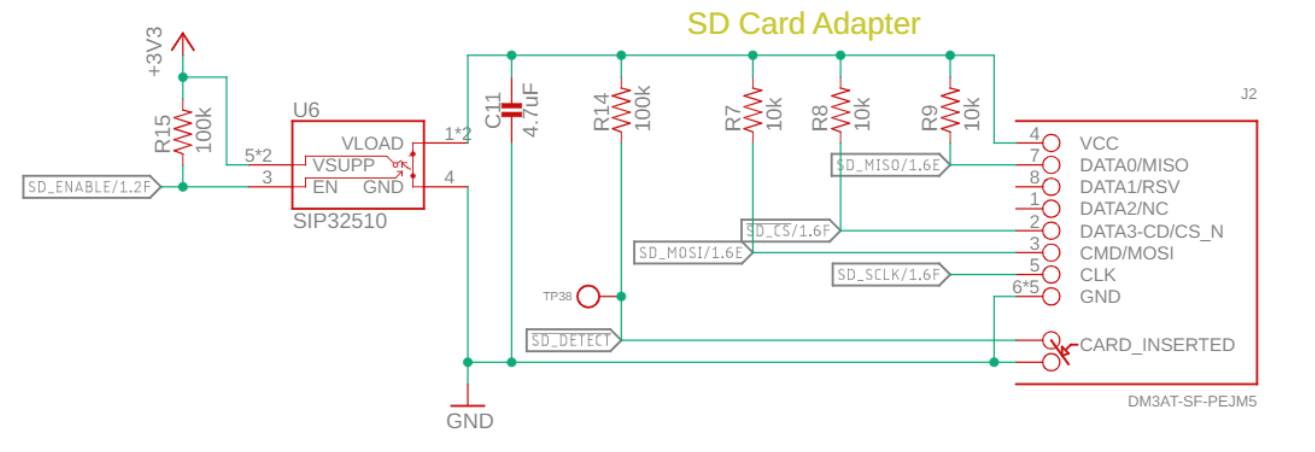 SD Card Adapter
+3V3
R15
100k
SD_ENABLE/1.2F
U6
VLOAD
VSUPP
EN GND
SIP32510
5*2
3
1*2
4
C11
4.7uF
R14
100k
R7
10k
R8
10k
R9
10k
SD_MISO/1.6E
SD_CS/1.6F
SD_MOSI/1.6E
SD_SCLK/1.6F
TP38
SD_DETECT
GND
J2
4 VCC
7 DATA0/MISO
8 DATA1/RSV
1 DATA2/NC
2 DATA3-CD/CS_N
3 CMD/MOSI
5 CLK
6*5 GND
CARD_INSERTED
DM3AT-SF-PEJM5